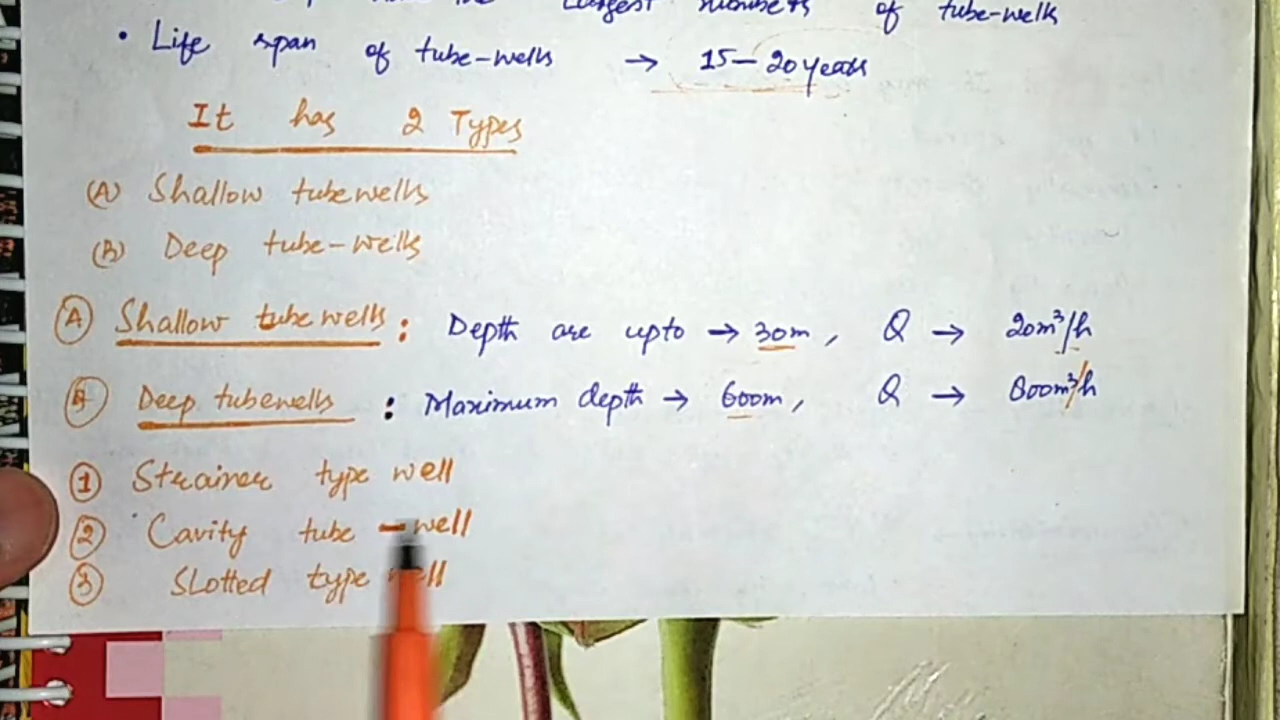 Largest numbers of tube-wells
• Life span of tube-wells → 15-20 years
It has 2 Types
(A) Shallow tubewells
(B) Deep tube-wells
(A) Shallow tubewells : Depth are upto → 30m, Q → 20m³/h
(B) Deep tubewells : Maximum depth → 600m, Q → 800m³/h
(1) Strainer type well
(2) Cavity tube-well
(3) Slotted type well